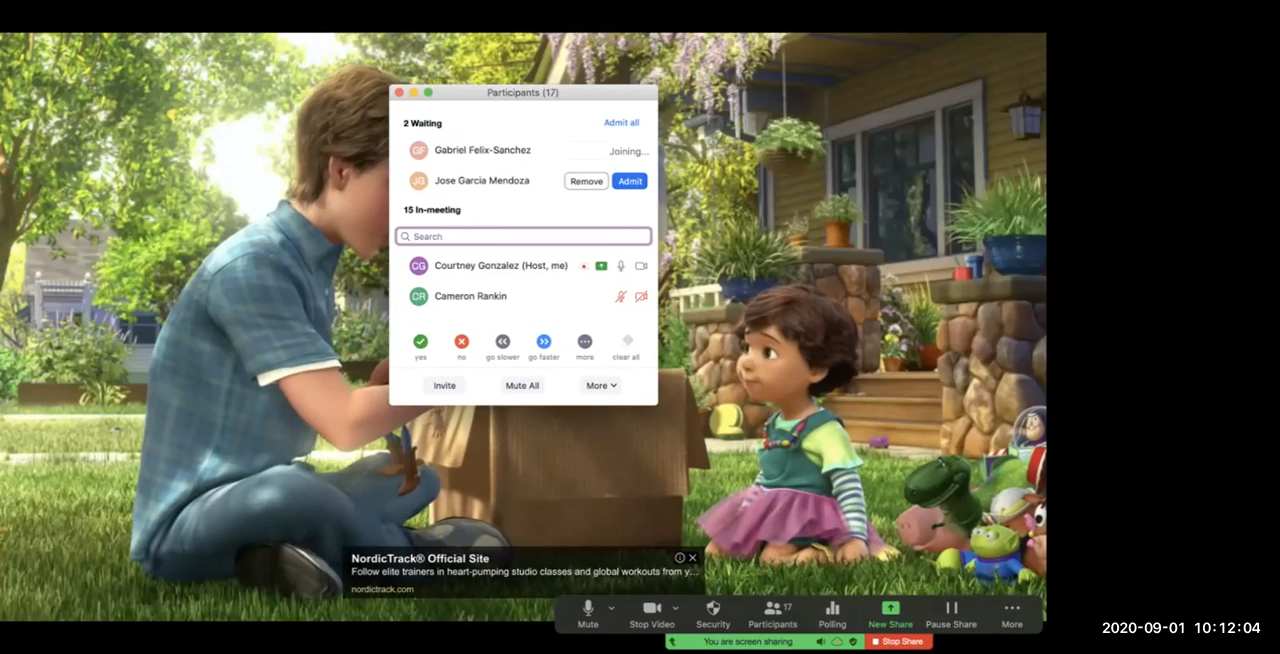 Participants (17)
2 Waiting Admit all
GF Gabriel Felix-Sanchez Joining...
JG Jose Garcia Mendoza Remove Admit
15 In-meeting
Search
CG Courtney Gonzalez (Host, me)
CR Cameron Rankin
yes no go slower go faster more clear all
Invite Mute All More
NordicTrack® Official Site
Follow elite trainers in heart-pumping studio classes and global workouts from y...
nordictrack.com
17
Mute Stop Video Security Participants Polling New Share Pause Share More
You are screen sharing Stop Share
2020-09-01 10:12:04